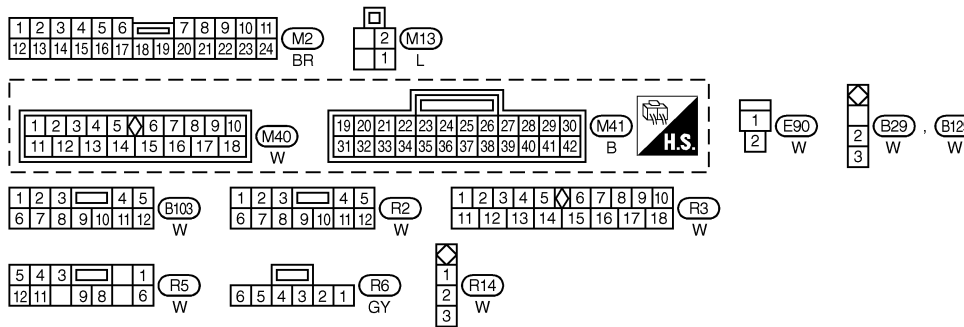 1 2 3 4 5 6 7 8 9 10 11
12 13 14 15 16 17 18 19 20 21 22 23 24
M2
BR
2
1
M13
L
1 2 3 4 5 6 7 8 9 10
11 12 13 14 15 16 17 18
M40
W
19 20 21 22 23 24 25 26 27 28 29 30
31 32 33 34 35 36 37 38 39 40 41 42
M41
B
H.S.
1
2
E90
W
2
3
B29
W
,
W
1 2 3 4 5
6 7 8 9 10 11 12
B103
W
1 2 3 4 5
6 7 8 9 10 11 12
R2
W
1 2 3 4 5 6 7 8 9 10
11 12 13 14 15 16 17 18
R3
W
5 4 3 1
12 11 9 8 6
R5
W
6 5 4 3 2 1
R6
GY
1
2
3
R14
W